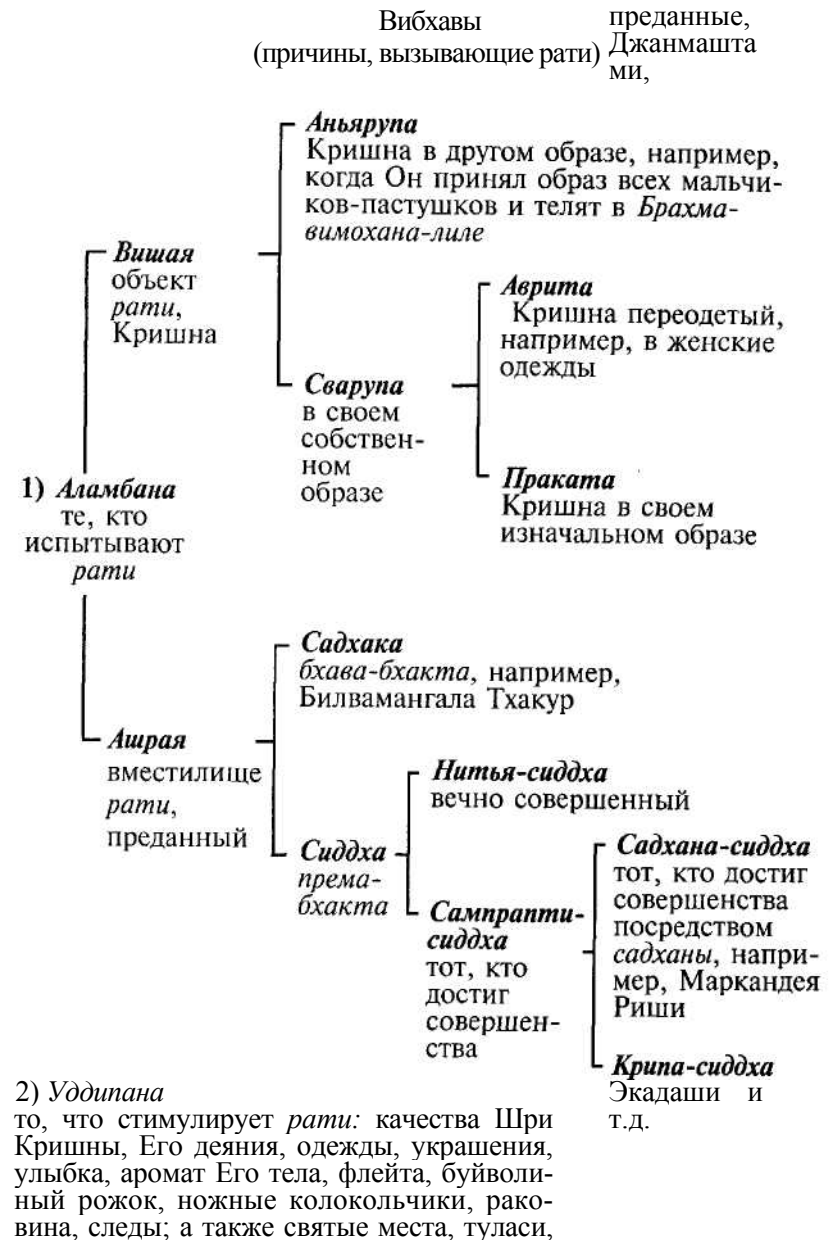 Вибхавы
(причины, вызывающие рати)
преданные,
Джанмашта
ми,
Аньярупа
Кришна в другом образе, например,
когда Он принял образ всех мальчи-
ков-пастушков и телят в Брахма-
вимохана-лиле
Вишая
объект
рати,
Кришна
Аврита
Кришна переодетый,
например, в женские
одежды
Сварупа
в своем
собствен-
ном
образе
Праката
Кришна в своем
изначальном образе
1) Аламбана
те, кто
испытывают
рати
Садхака
бхава-бхакта, например,
Билвамангала Тхакур
Ашрая
вместилище
рати,
преданный
Нитья-сиддха
вечно совершенный
Сиддха
према-
бхакта
Сампрапти-
сиддха
тот, кто
достиг
совершен-
ства
Садхана-сиддха
тот, кто достиг
совершенства
посредством
садханы, напри-
мер, Маркандея
Риши
Крипа-сиддха
Экадаши и
т.д.
2) Уддипана
то, что стимулирует рати: качества Шри
Кришны, Его деяния, одежды, украшения,
улыбка, аромат Его тела, флейта, буйволи-
ный рожок, ножные колокольчики, рако-
вина, следы; а также святые места, туласи,